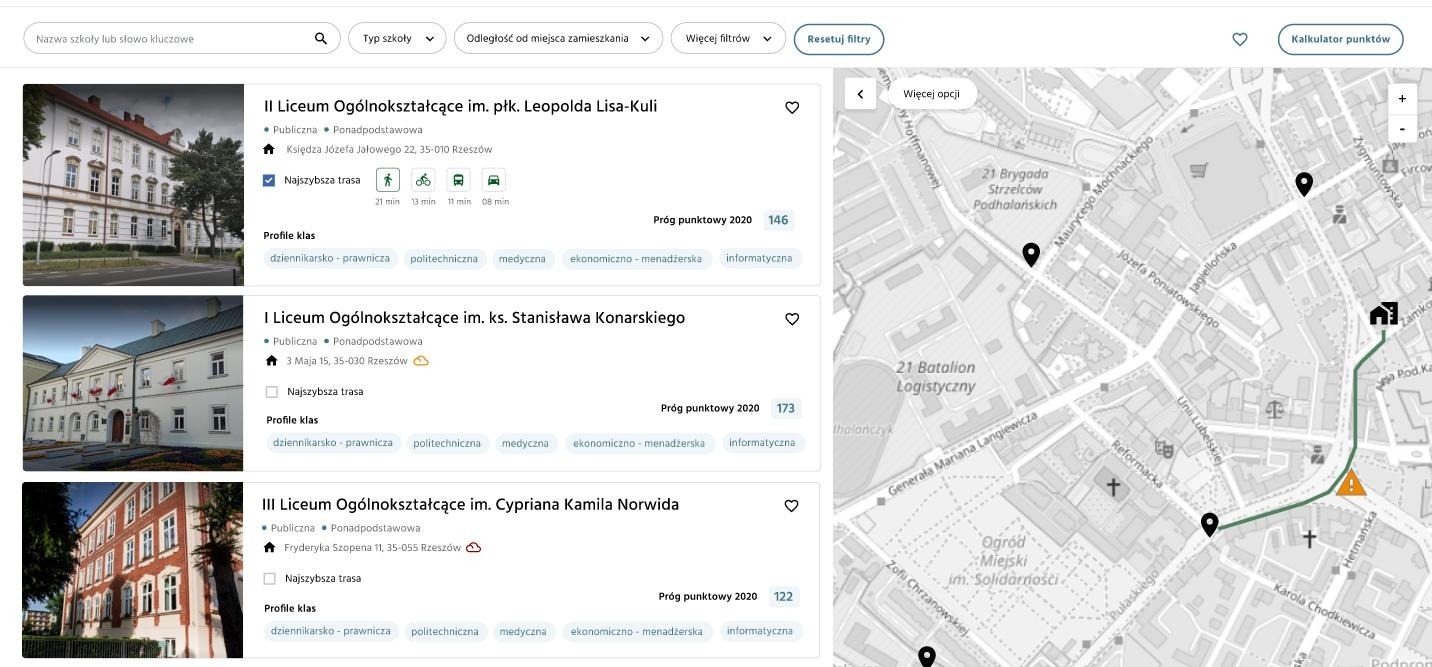 Nazwa szkoły lub słowo kluczowe
Typ szkoły
Odległość od miejsca zamieszkania
Więcej filtrów
Resetuj filtry
Kalkulator punktów
II Liceum Ogólnokształcące im. płk. Leopolda Lisa-Kuli
Publiczna Ponadpodstawowa
Księdza Józefa Jałowego 22, 35-010 Rzeszów
Najszybsza trasa
21 min 13 min 11 min 08 min
Próg punktowy 2020 146
Profile klas
dziennikarsko - prawnicza politechniczna medyczna ekonomiczno - menadżerska informatyczna
I Liceum Ogólnokształcące im. ks. Stanisława Konarskiego
Publiczna Ponadpodstawowa
3 Maja 15, 35-030 Rzeszów
Najszybsza trasa
Próg punktowy 2020 173
Profile klas
dziennikarsko - prawnicza politechniczna medyczna ekonomiczno - menadżerska informatyczna
III Liceum Ogólnokształcące im. Cypriana Kamila Norwida
Publiczna Ponadpodstawowa
Fryderyka Szopena 11, 35-055 Rzeszów
Najszybsza trasa
Próg punktowy 2020 122
Profile klas
dziennikarsko - prawnicza politechniczna medyczna ekonomiczno - menadżerska informatyczna
Więcej opcji
+
-
y Hoffmanowej
21 Brygada
Strzelców
Podhalańskich
Maurycego Mochnackiego
Zygmuntowska
Józefa Poniatowskiego
Jagiellońska
21 Batalion
Logistyczny
dhalańczyk
Generała Mariana Langiewicza
Unii Lubelskiej
Reformacka
Ogród
Miejski
im. Solidarności
Zofii Chrzanowskiej
Pułaskiego
Hetmańska
Karola Chodkiewicza
Podprom